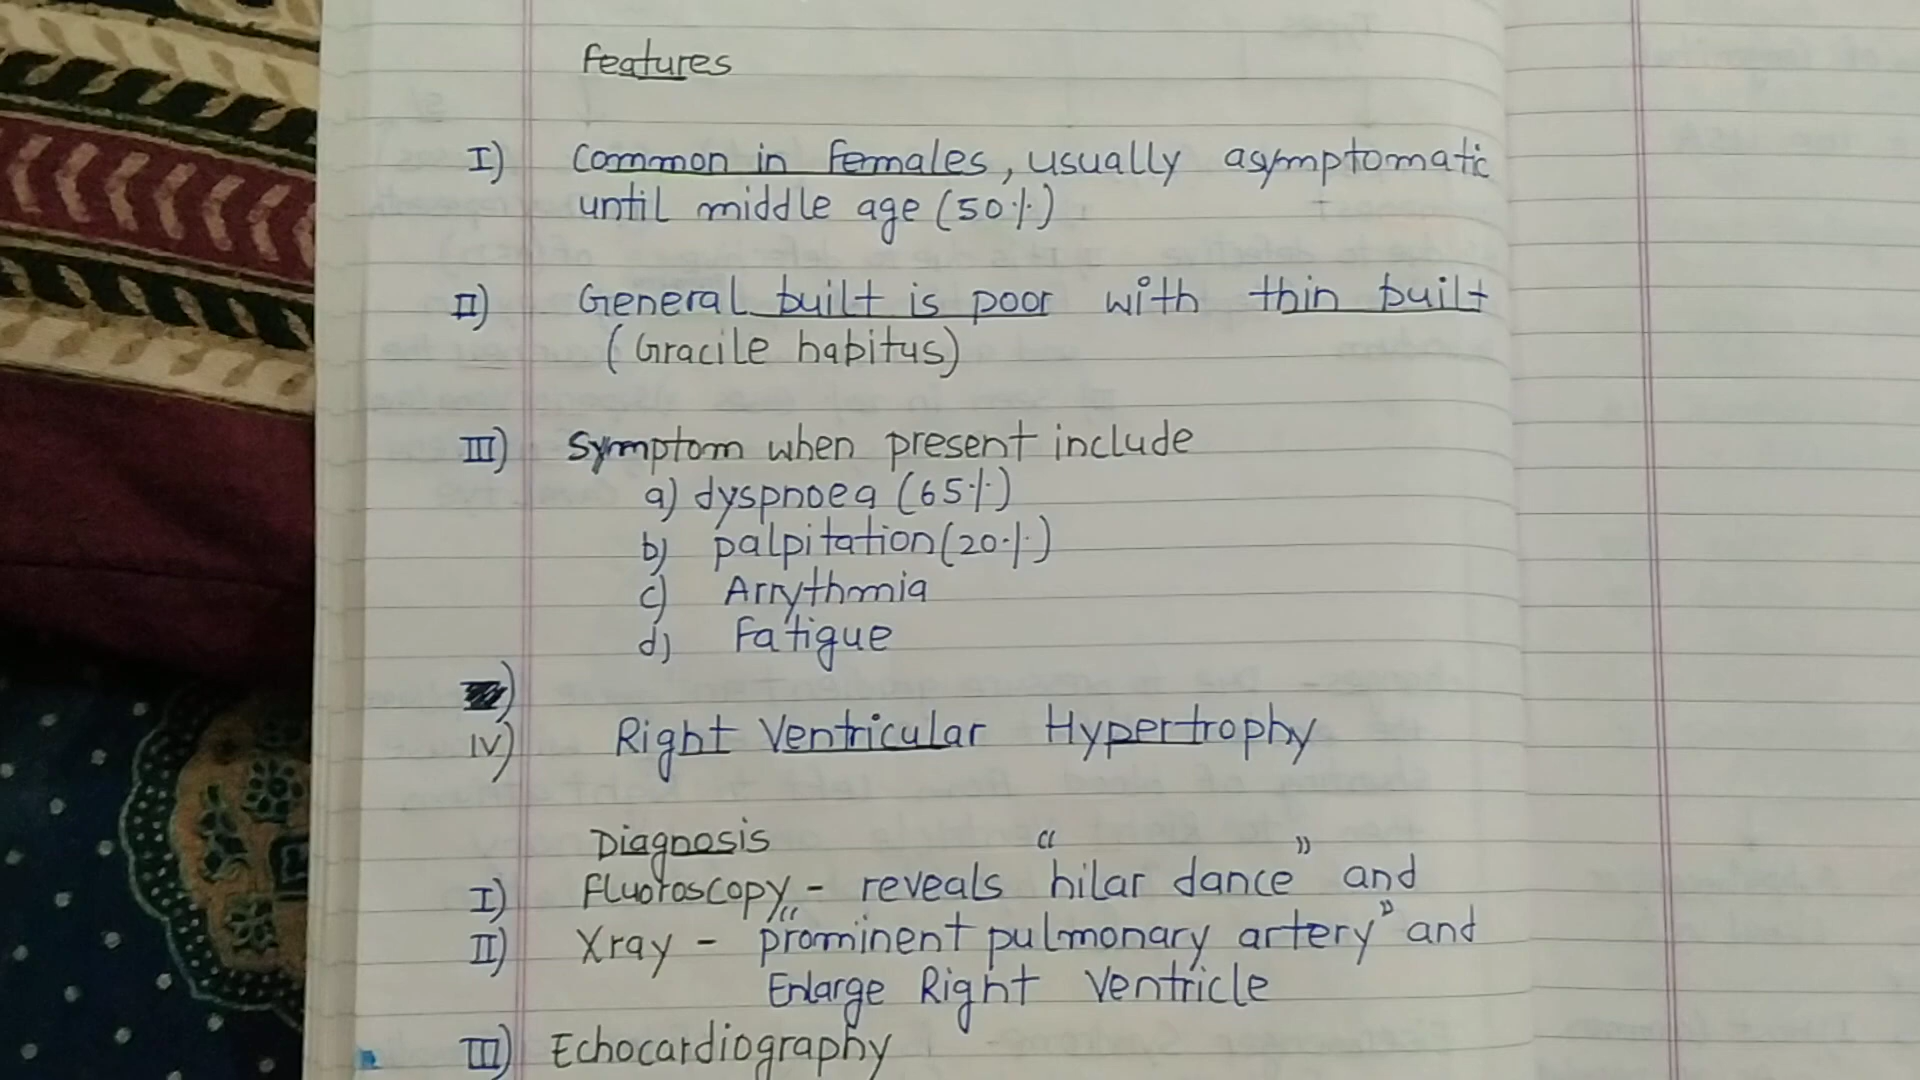 Features
I) Common in Females, usually asymptomatic
until middle age (50%)
II) General built is poor with thin built
(Gracile habitus)
III) Symptom when present include
a) dyspnoea (65%)
b) palpitation (20%)
c) Arrythmia
d) Fatigue
)
IV) Right Ventricular Hypertrophy
Diagnosis
I) Fluoroscopy - reveals "hilar dance" and
II) Xray - "prominent pulmonary artery" and
Enlarge Right Ventricle
III) Echocardiography